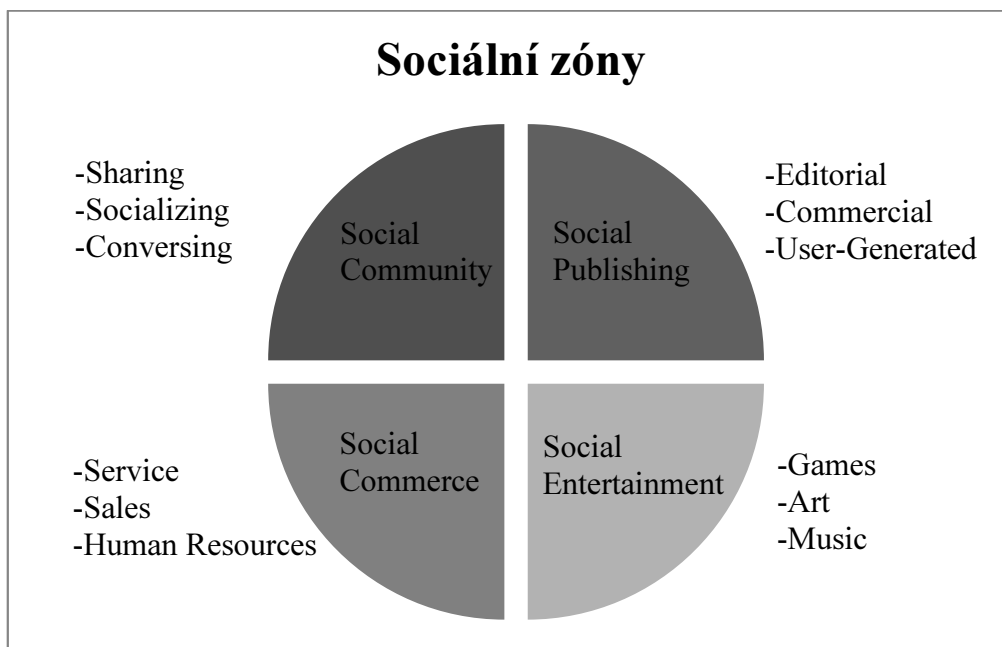 Sociální zóny
-Sharing
-Socializing
-Conversing
Social
Community
Social
Publishing
-Editorial
-Commercial
-User-Generated
-Service
-Sales
-Human Resources
Social
Commerce
Social
Entertainment
-Games
-Art
-Music